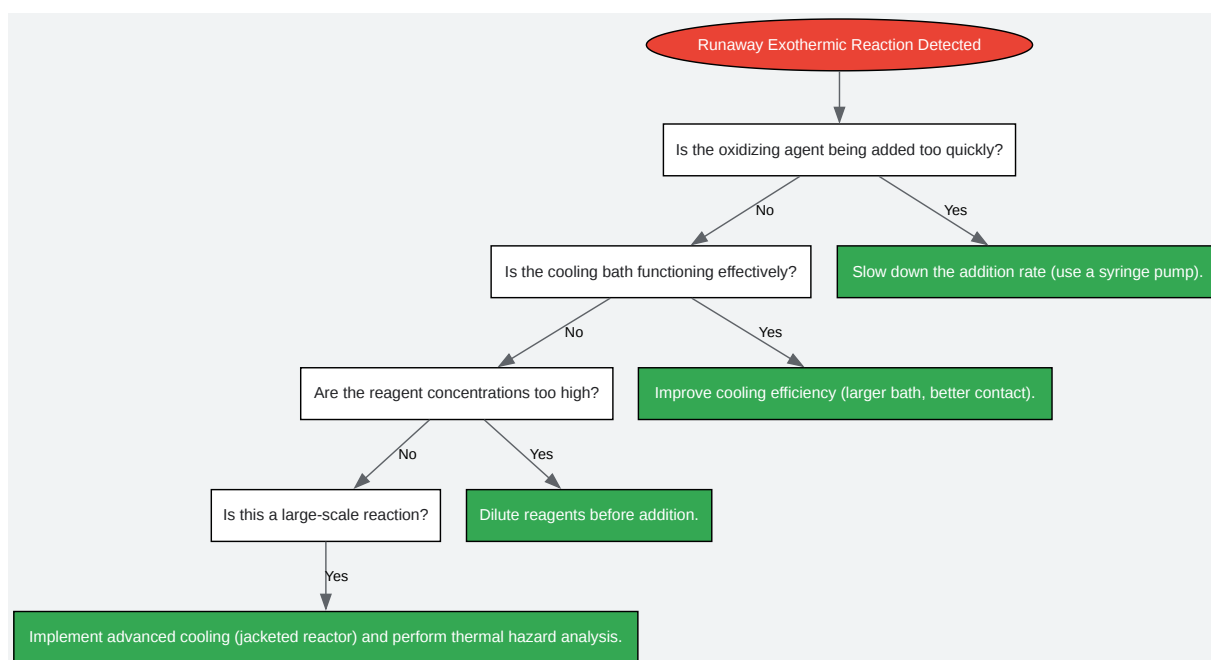 Runaway Exothermic Reaction Detected
Is the oxidizing agent being added too quickly?
No
Yes
Is the cooling bath functioning effectively?
Slow down the addition rate (use a syringe pump).
No
Yes
Are the reagent concentrations too high?
Improve cooling efficiency (larger bath, better contact).
No
Yes
Is this a large-scale reaction?
Dilute reagents before addition.
Yes
Implement advanced cooling (jacketed reactor) and perform thermal hazard analysis.